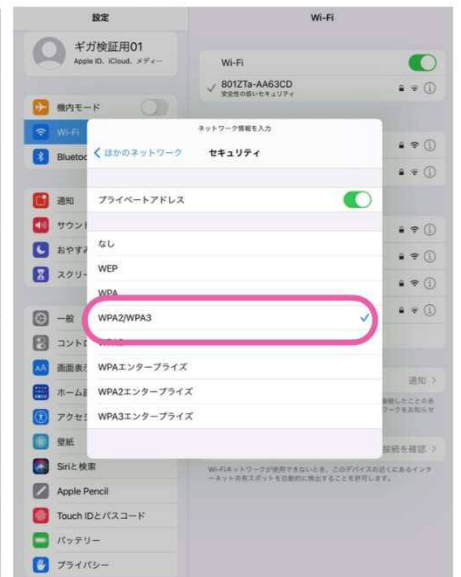 設定
ギガ検証用01
Apple ID、iCloud、メディ…
機内モード
Wi-Fi
Bluetoo
通知
サウン
おやす
スクリー
一般
コントロ
画面表
ホーム画
アクセ
壁紙
Siriと検索
Apple Pencil
Touch IDとパスコード
バッテリー
プライバシー
Wi-Fi
Wi-Fi
801ZTa-AA63CD
安全性の低いセキュリティ
通知
接続を確認
Wi-Fiネットワークが使用できないとき、このデバイスの近くにあるインタ
ーネット共有スポットを自動的に検出することを許可します。
ネットワーク情報を入力
ほかのネットワーク
セキュリティ
プライベートアドレス
なし
WEP
WPA
WPA2/WPA3
WPAエンタープライズ
WPA2エンタープライズ
WPA3エンタープライズ